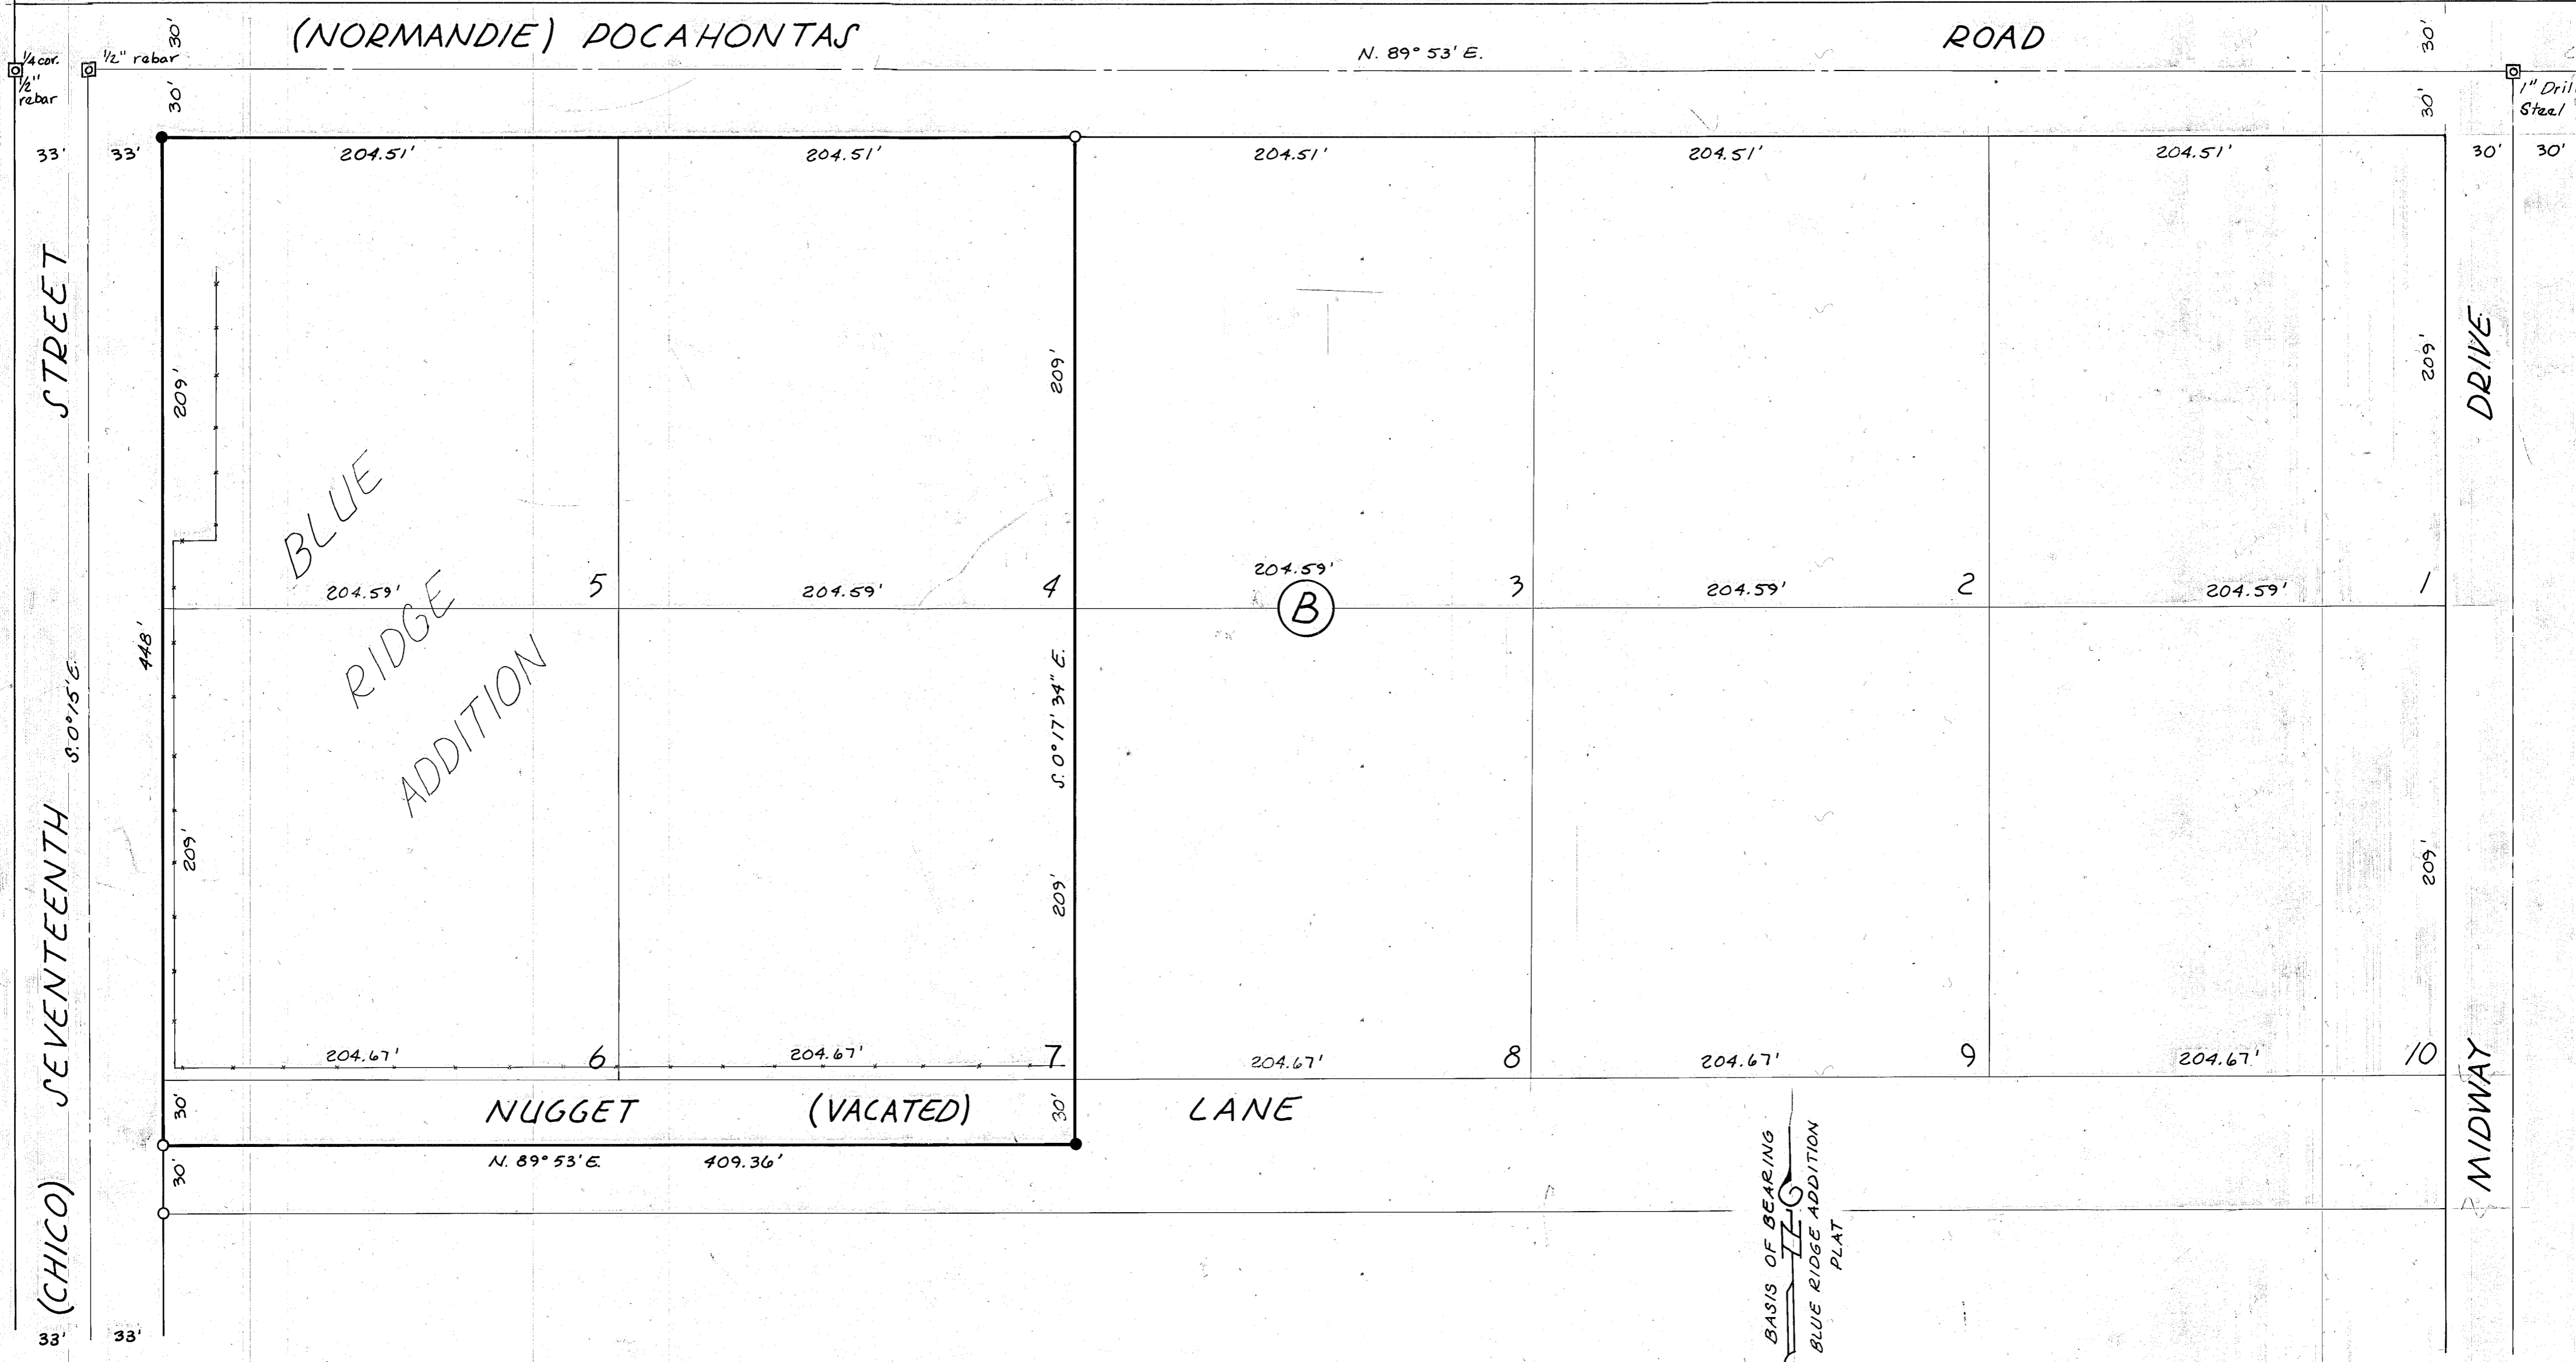 (NORMANDIE) POCAHONTAS ROAD
N. 89° 53' E.
1/4 cor.
1/2"
rebar
1/2" rebar
30'
30'
30'
30'
1" Dril
Steel
33'
33'
204.51'
204.51'
204.51'
204.51'
204.51'
30'
30'
(CHICO) SEVENTEENTH STREET
S. 0° 15' E.
209'
209'
209'
MIDWAY DRIVE
BLUE
RIDGE
ADDITION
204.59'
5
204.59'
4
204.59'
B
3
204.59'
2
204.59'
1
448'
S. 0° 17' 34" E.
209'
209'
209'
204.67'
6
204.67'
7
204.67'
8
204.67'
9
204.67'
10
30'
NUGGET (VACATED) LANE
30'
N. 89° 53' E. 409.36'
30'
BASIS OF BEARING
N
BLUE RIDGE ADDITION
PLAT
33'
33'